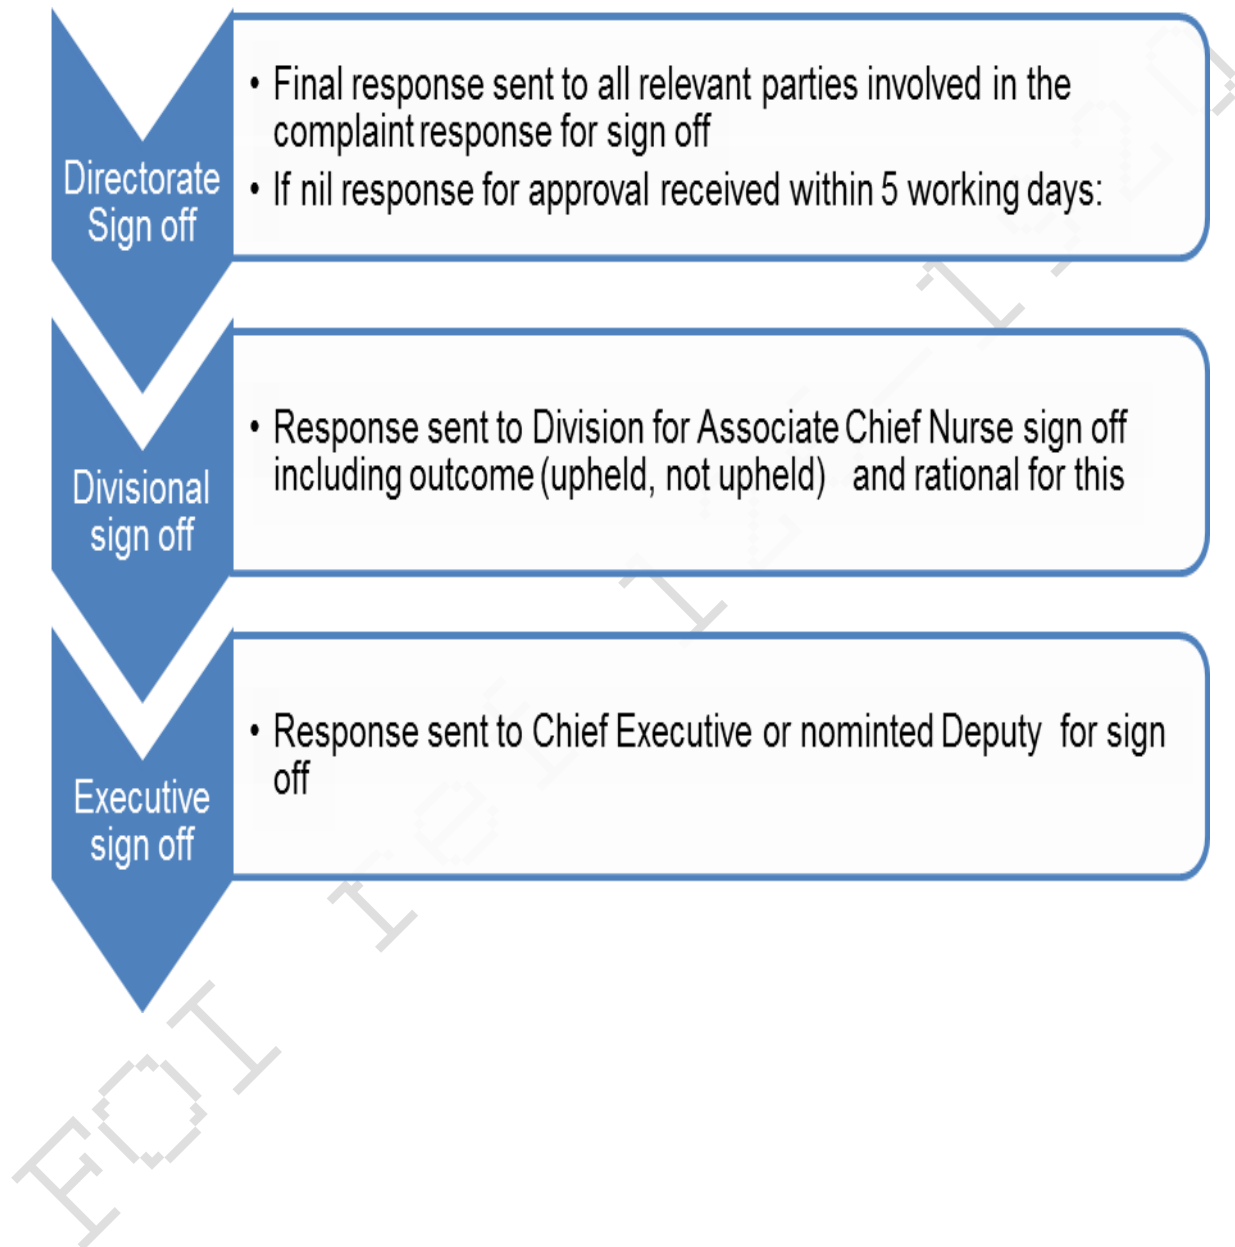 Directorate
Sign off
• Final response sent to all relevant parties involved in the
complaint response for sign off
• If nil response for approval received within 5 working days:
Divisional
sign off
• Response sent to Division for Associate Chief Nurse sign off
including outcome (upheld, not upheld) and rational for this
Executive
sign off
• Response sent to Chief Executive or nominted Deputy for sign
off
FOI ref